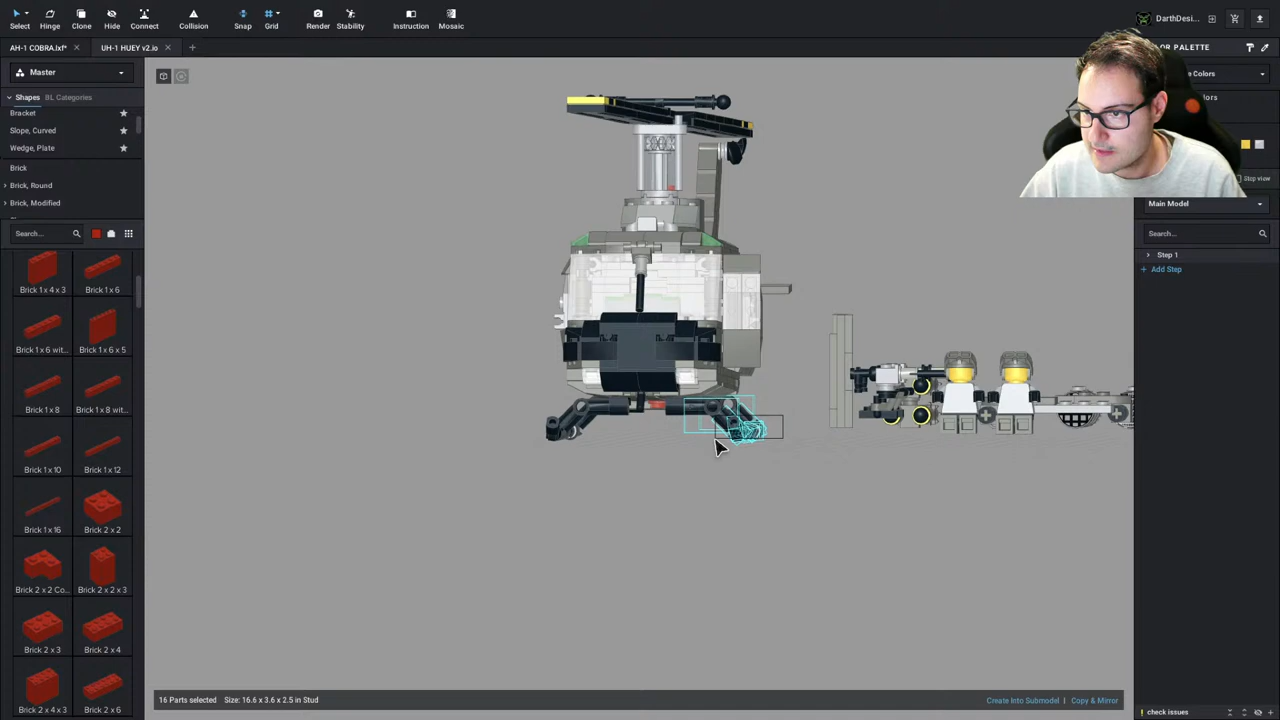 Select
Hinge
Clone
Hide
Connect
Collision
Snap
Grid
Render
Stability
Instruction
Mosaic
DarthDesi...
AH-1 COBRA.lxf*
UH-1 HUEY v2.io
Master
Shapes
BL Categories
Bracket
Slope, Curved
Wedge, Plate
Brick
Brick, Round
Brick, Modified
Search...
Brick 1 x 4 x 3
Brick 1 x 6
Brick 1 x 6 wit...
Brick 1 x 6 x 5
Brick 1 x 8
Brick 1 x 8 wit...
Brick 1 x 10
Brick 1 x 12
Brick 1 x 16
Brick 2 x 2
Brick 2 x 2 Co...
Brick 2 x 2 x 3
Brick 2 x 3
Brick 2 x 4
Brick 2 x 4 x 3
Brick 2 x 6
PALETTE
Colors
Step view
Main Model
Search...
Step 1
+ Add Step
16 Parts selected
Size: 16.6 x 3.6 x 2.5 in Stud
Create Into Submodel | Copy & Mirror
check issues